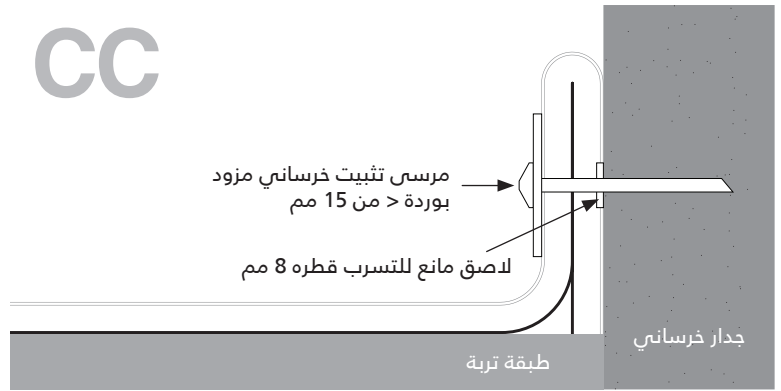 CC
مرسى تثبيت خرساني مزود
بوردة > من 15 مم
لاصق مانع للتسرب قطره 8 مم
جدار خرساني
طبقة تربة